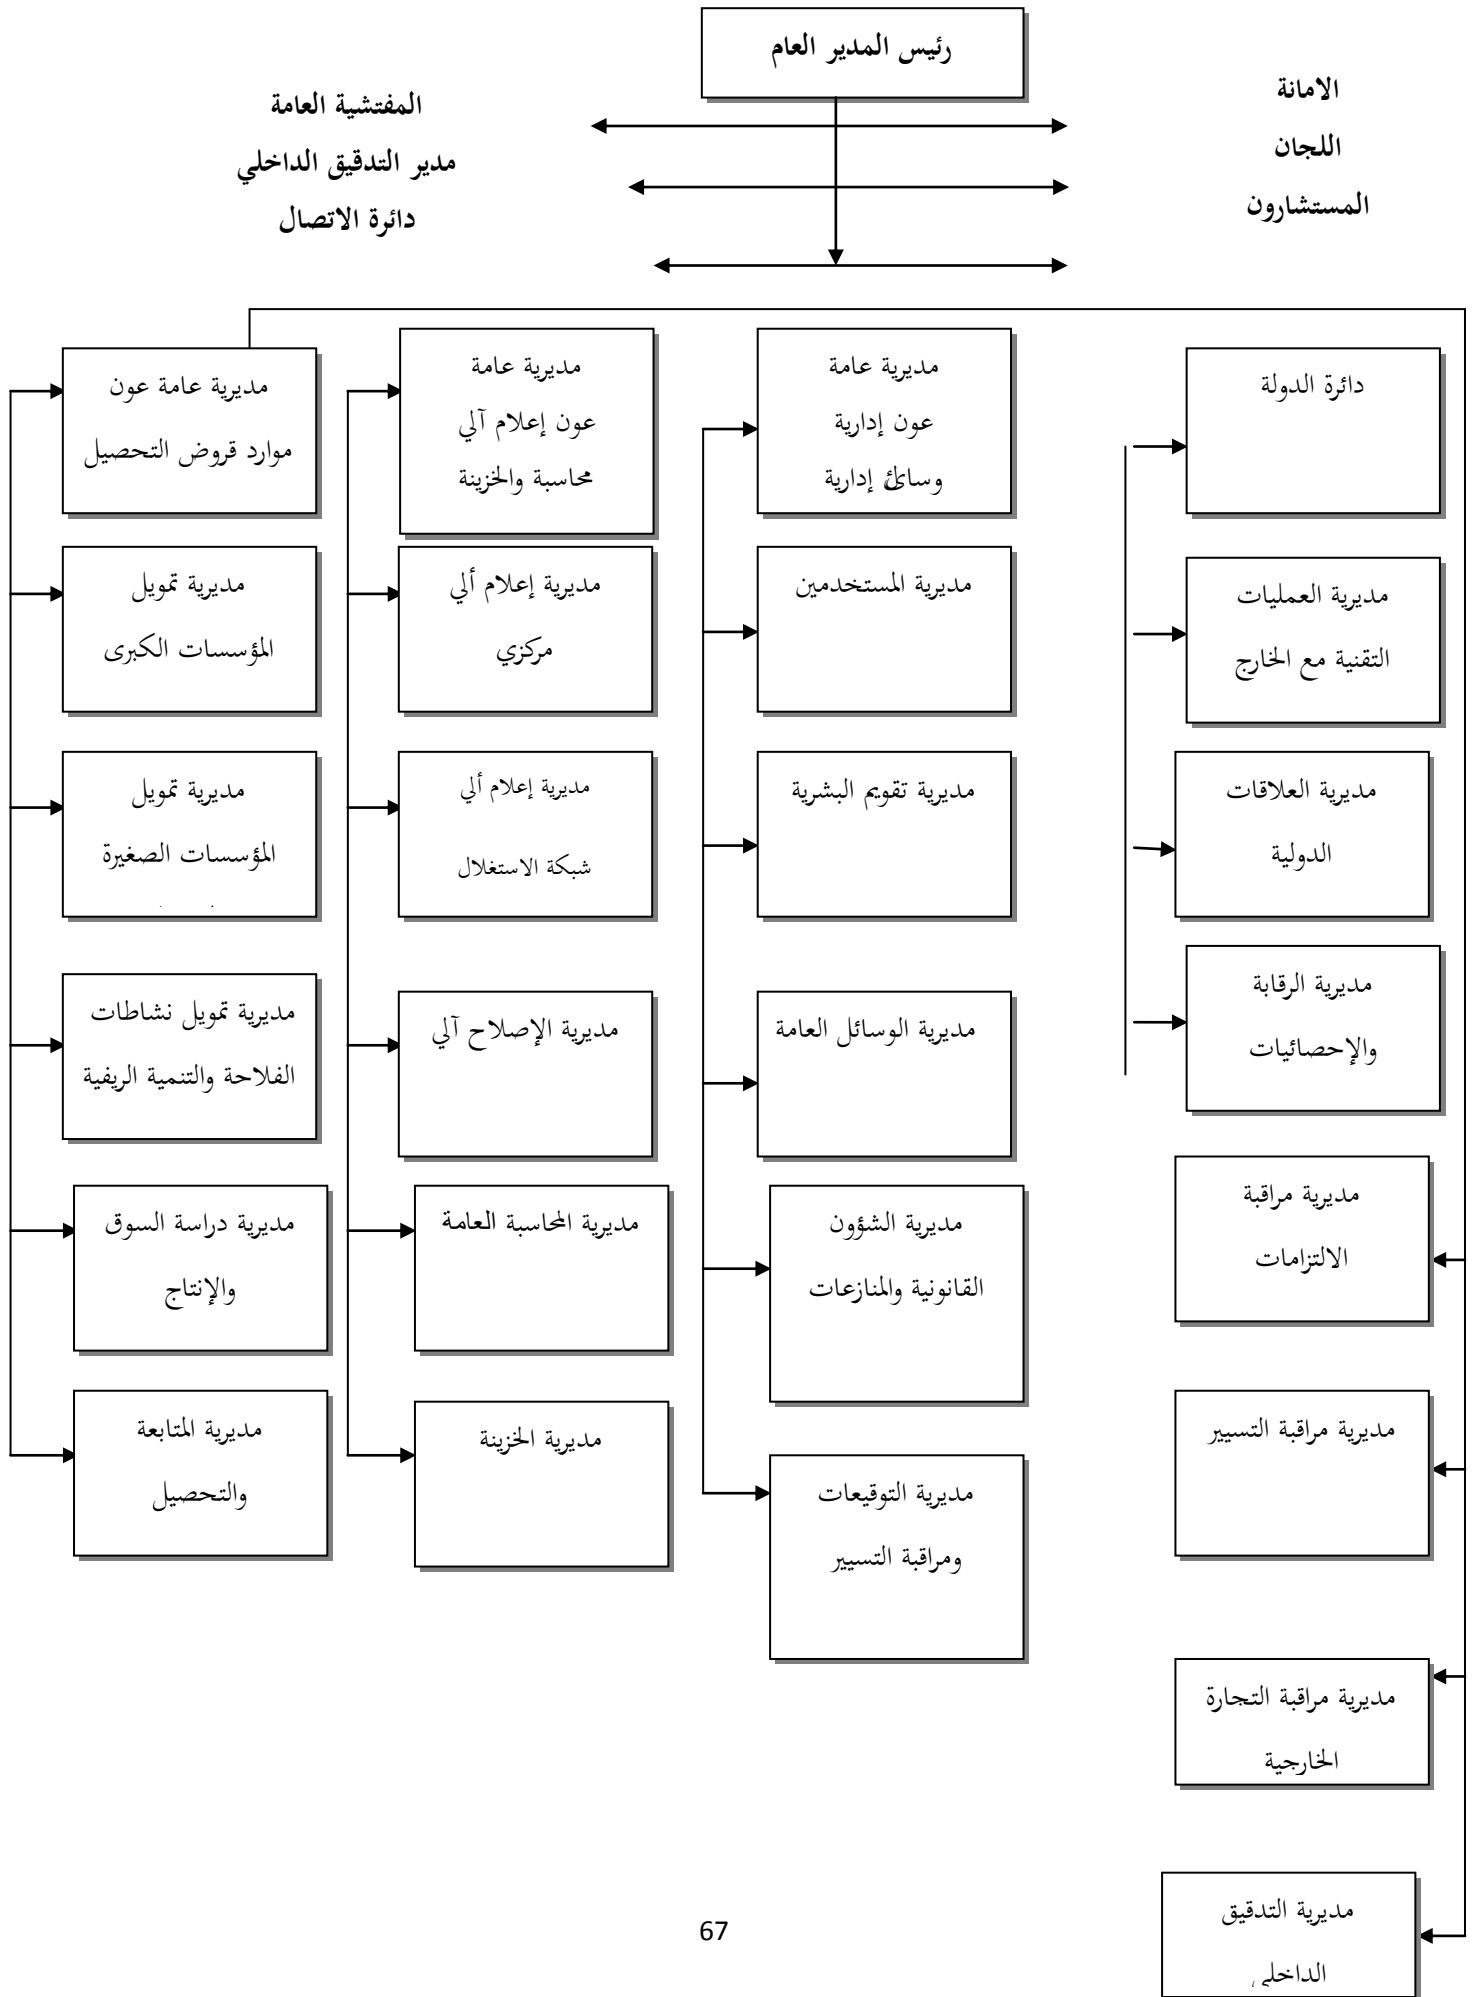 رئيس المدير العام
الامانة
اللجان
المستشارون
المفتشية العامة
مدير التدقيق الداخلي
دائرة الاتصال
دائرة الدولة
مديرية العمليات
التقنية مع الخارج
مديرية العلاقات
الدولية
مديرية الرقابة
والإحصائيات
مديرية مراقبة
الالتزامات
مديرية مراقبة التسيير
مديرية مراقبة التجارة
الخارجية
مديرية التدقيق
الداخلي
مديرية عامة
عون إدارية
إدارية
مديرية المستخدمين
مديرية تقويم البشرية
مديرية الوسائل العامة
مديرية الشؤون
القانونية والمنازعات
مديرية التوقيعات
ومراقبة التسيير
مديرية عامة
عون إعلام آلي
محاسبة والخزينة
مديرية إعلام ألي
مركزي
مديرية إعلام ألي
شبكة الاستغلال
مديرية الإصلاح آلي
مديرية المحاسبة العامة
مديرية الخزينة
مديرية عامة عون
موارد قروض التحصيل
مديرية تمويل
المؤسسات الكبرى
مديرية تمويل
المؤسسات الصغيرة
مديرية تمويل نشاطات
الفلاحة والتنمية الريفية
مديرية دراسة السوق
والإنتاج
مديرية المتابعة
والتحصيل
67